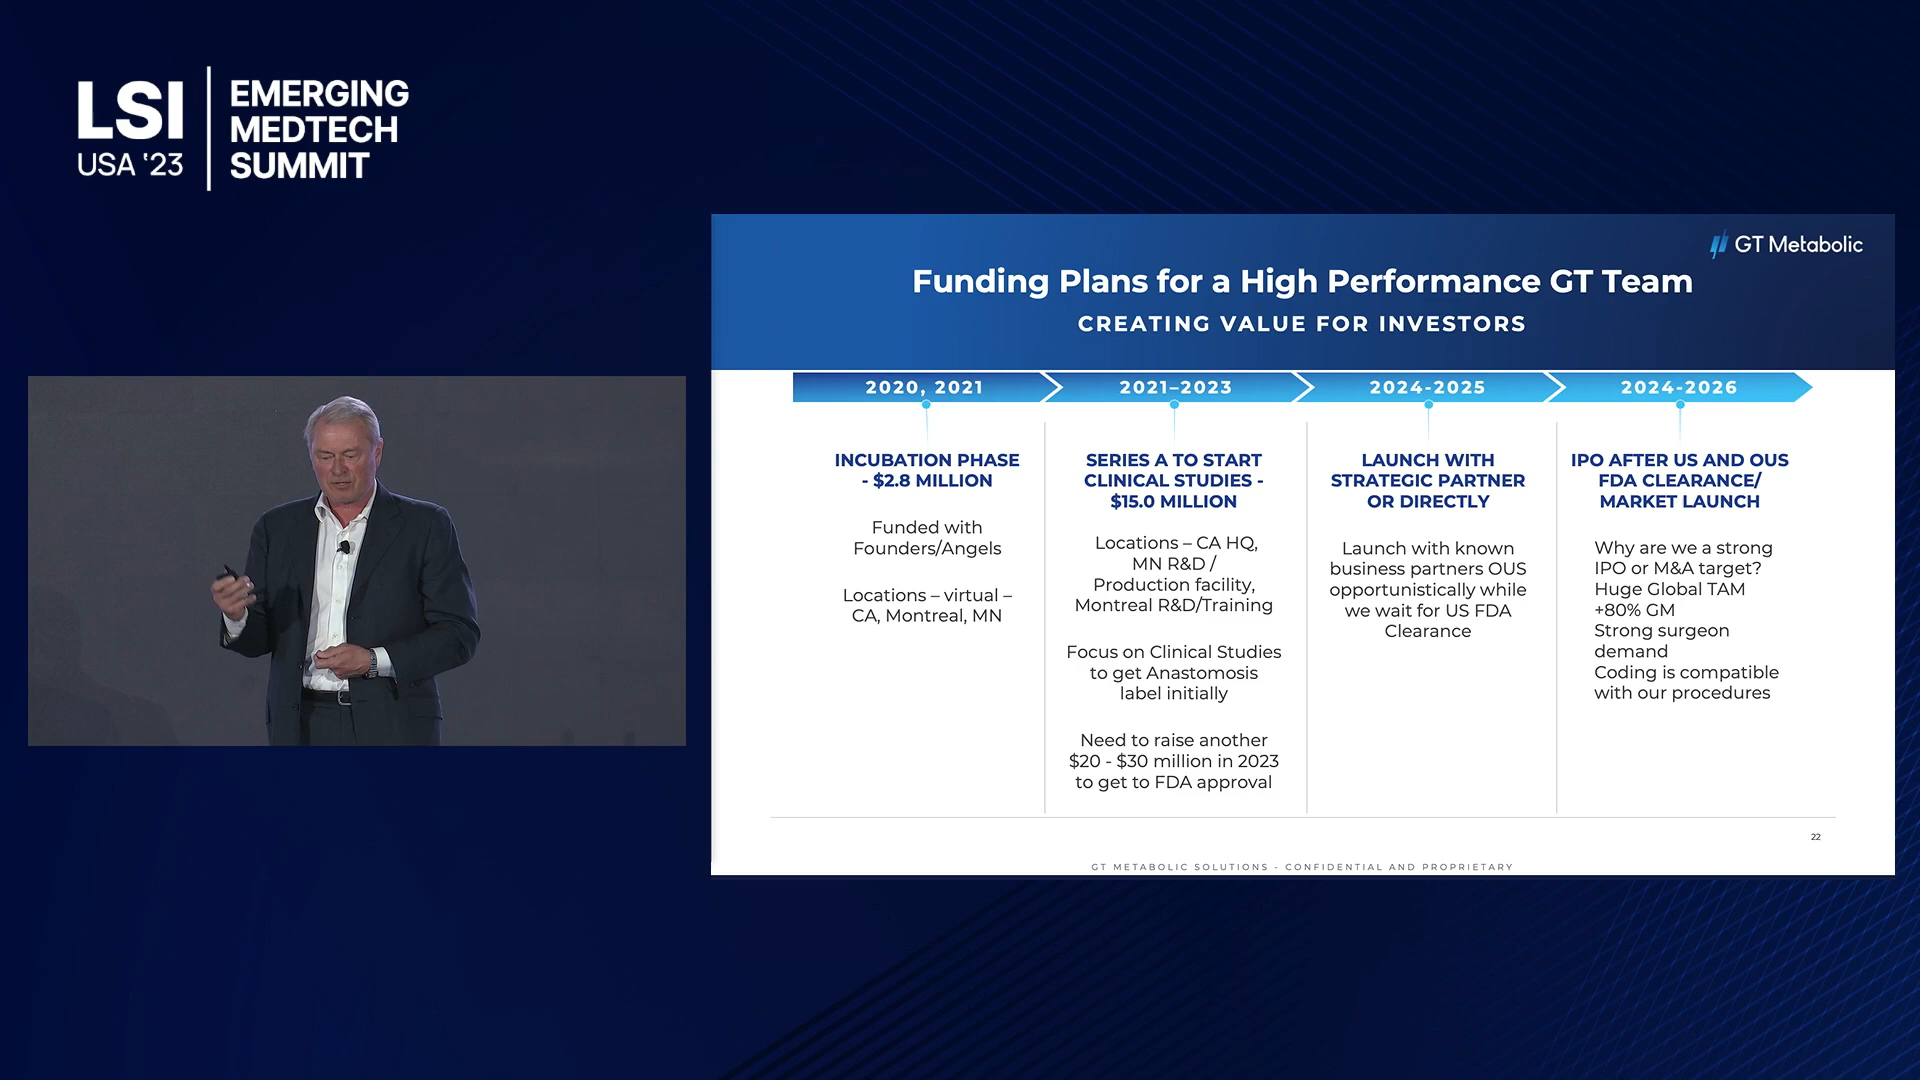 LSI
USA '23
EMERGING
MEDTECH
SUMMIT
GT Metabolic
Funding Plans for a High Performance GT Team
CREATING VALUE FOR INVESTORS
2020, 2021
2021–2023
2024-2025
2024-2026
INCUBATION PHASE
- $2.8 MILLION
Funded with
Founders/Angels
Locations – virtual –
CA, Montreal, MN
SERIES A TO START
CLINICAL STUDIES -
$15.0 MILLION
Locations – CA HQ,
MN R&D /
Production facility,
Montreal R&D/Training
Focus on Clinical Studies
to get Anastomosis
label initially
Need to raise another
$20 - $30 million in 2023
to get to FDA approval
LAUNCH WITH
STRATEGIC PARTNER
OR DIRECTLY
Launch with known
business partners OUS
opportunistically while
we wait for US FDA
Clearance
IPO AFTER US AND OUS
FDA CLEARANCE/
MARKET LAUNCH
Why are we a strong
IPO or M&A target?
Huge Global TAM
+80% GM
Strong surgeon
demand
Coding is compatible
with our procedures
22
GT METABOLIC SOLUTIONS - CONFIDENTIAL AND PROPRIETARY